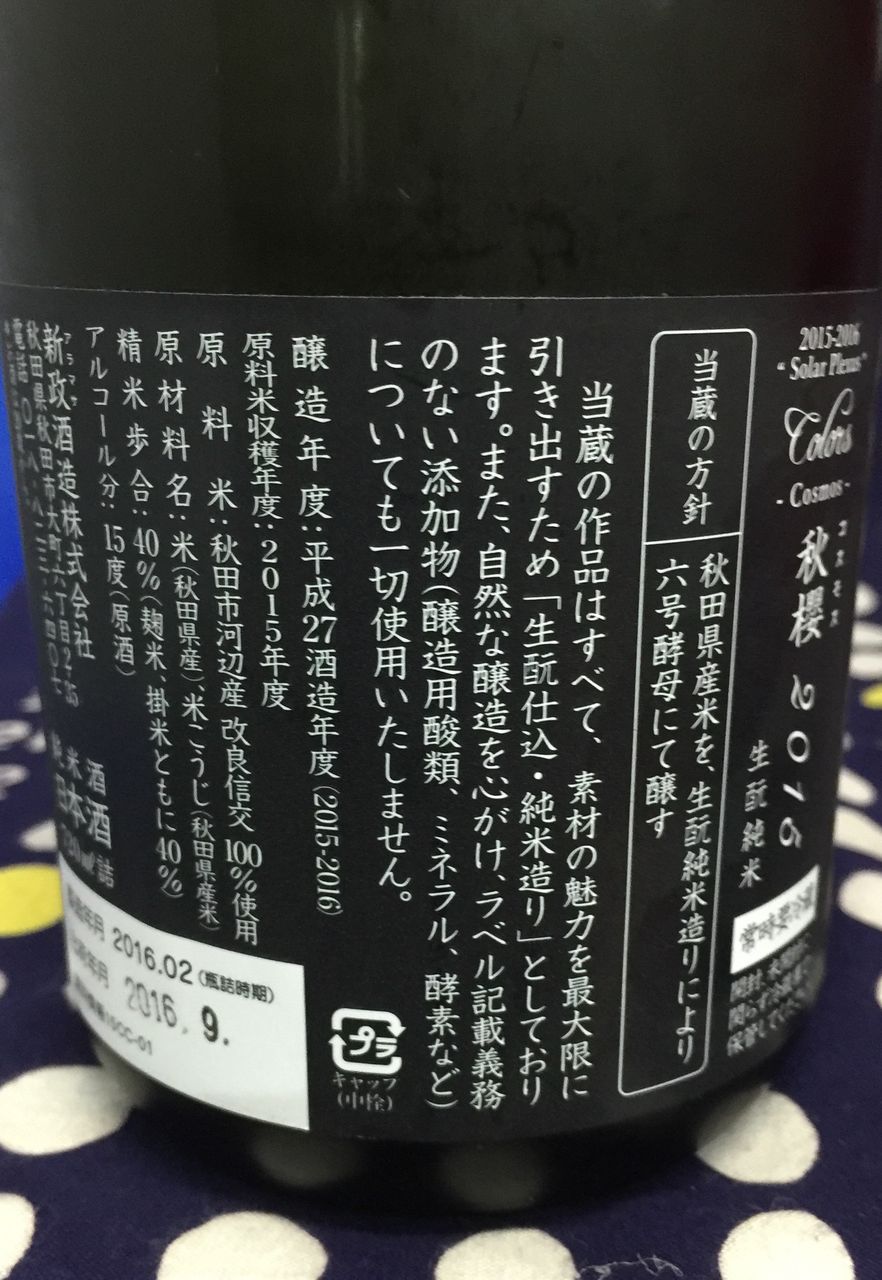 2015-2016
“ Solar Plexus ”
Colors
- Cosmos -
コスモス
秋櫻 2016
生酛純米
常時要冷蔵
当蔵の方針
秋田県産米を、生酛純米造りにより
六号酵母にて醸す
当蔵の作品はすべて、素材の魅力を最大限に
引き出すため「生酛仕込・純米造り」としており
ます。また、自然な醸造を心がけ、ラベル記載義務
のない添加物(醸造用酸類、ミネラル、酵素など)
についても一切使用いたしません。
醸造年度:平成27酒造年度(2015-2016)
原料米収穫年度:2015年度
原料米:秋田市河辺産 改良信交 100%使用
原材料名:米(秋田県産)、米こうじ(秋田県産米)
精米歩合:40%(麹米、掛米ともに40%)
アルコール分:15度(原酒)
新政酒造株式会社
秋田県秋田市大町六丁目2-35
純米酒
日本酒
プラ
キャップ
(中栓)
2016.02(瓶詰時期)
2016. 9.